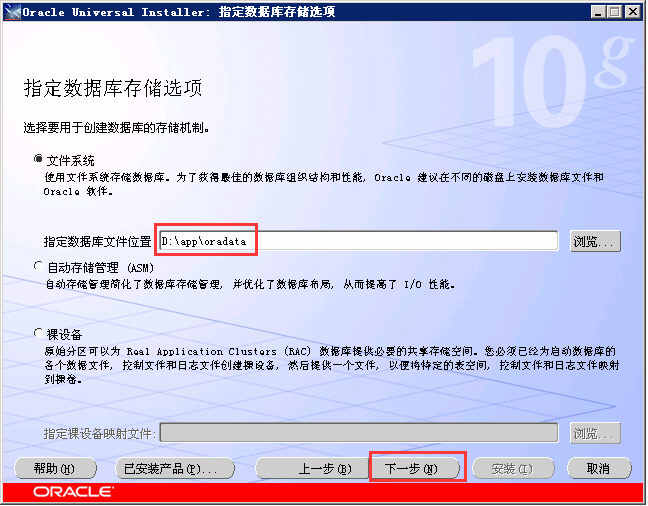 Oracle Universal Installer: 指定数据库存储选项
10g
指定数据库存储选项
选择要用于创建数据库的存储机制。
文件系统
使用文件系统存储数据库。为了获得最佳的数据库组织结构和性能, Oracle 建议在不同的磁盘上安装数据库文件和
Oracle 软件。
指定数据库文件位置 D:\app\oradata 浏览...
自动存储管理 (ASM)
自动存储管理简化了数据库存储管理, 并优化了数据库布局, 从而提高了 I/O 性能。
裸设备
原始分区可以为 Real Application Clusters (RAC) 数据库提供必要的共享存储空间。您必须已经为启动数据库的
各个数据文件, 控制文件和日志文件创建裸设备, 然后提供一个文件, 以便将特定的表空间, 控制文件和日志文件映射
到裸卷。
指定裸设备映射文件: 浏览...
帮助(H) 已安装产品(P)... 上一步(B) 下一步(N) 安装(I) 取消
ORACLE